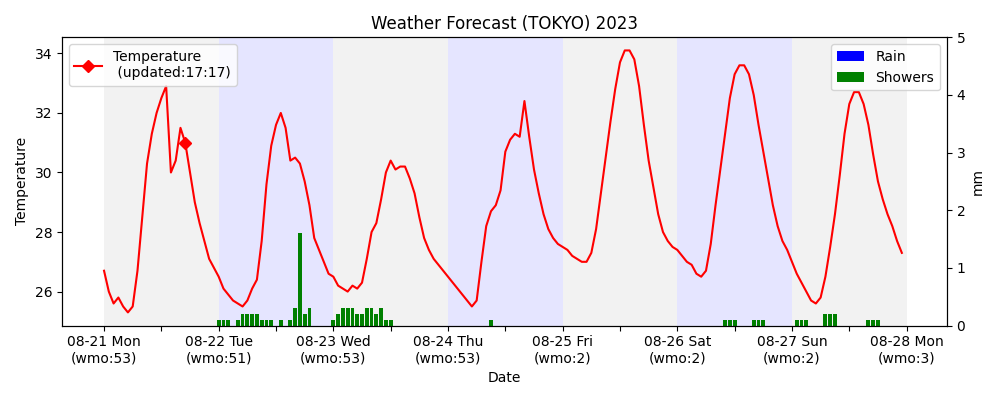 Weather Forecast (TOKYO) 2023
Temperature
(updated:17:17)
Rain
Showers
34
32
30
28
26
Temperature
5
4
3
2
1
0
mm
08-21 Mon
(wmo:53)
08-22 Tue
(wmo:51)
08-23 Wed
(wmo:53)
08-24 Thu
(wmo:53)
08-25 Fri
(wmo:2)
08-26 Sat
(wmo:2)
08-27 Sun
(wmo:2)
08-28 Mon
(wmo:3)
Date